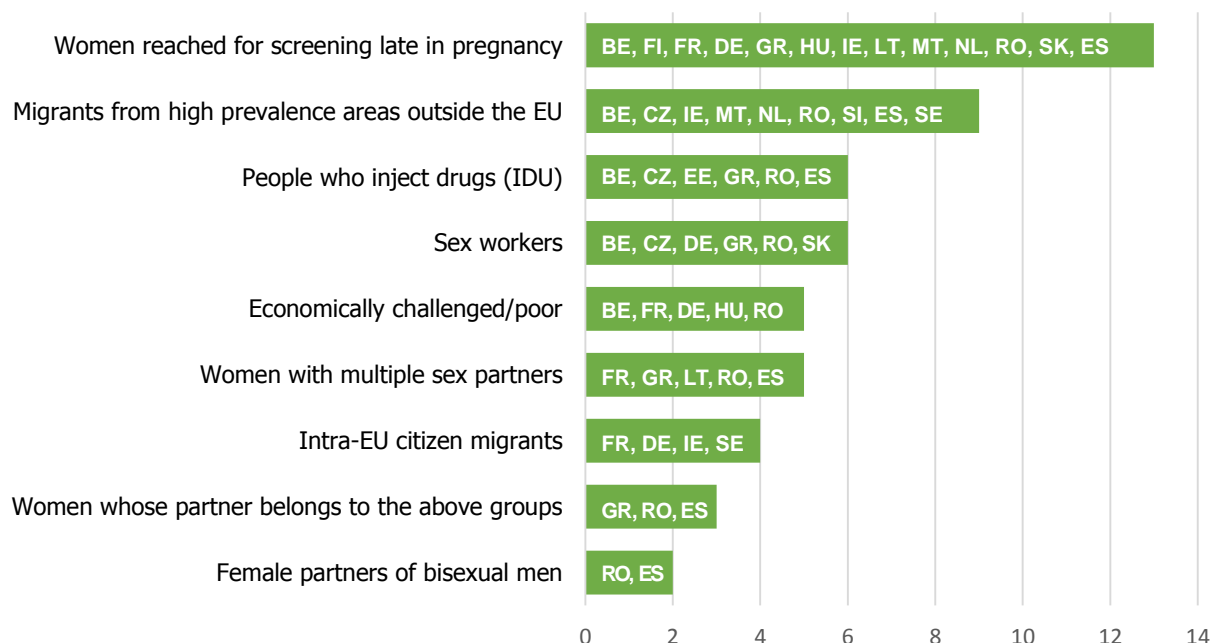 Women reached for screening late in pregnancy
BE, FI, FR, DE, GR, HU, IE, LT, MT, NL, RO, SK, ES
Migrants from high prevalence areas outside the EU
BE, CZ, IE, MT, NL, RO, SI, ES, SE
People who inject drugs (IDU)
BE, CZ, EE, GR, RO, ES
Sex workers
BE, CZ, DE, GR, RO, SK
Economically challenged/poor
BE, FR, DE, HU, RO
Women with multiple sex partners
FR, GR, LT, RO, ES
Intra-EU citizen migrants
FR, DE, IE, SE
Women whose partner belongs to the above groups
GR, RO, ES
Female partners of bisexual men
RO, ES
0 2 4 6 8 10 12 14